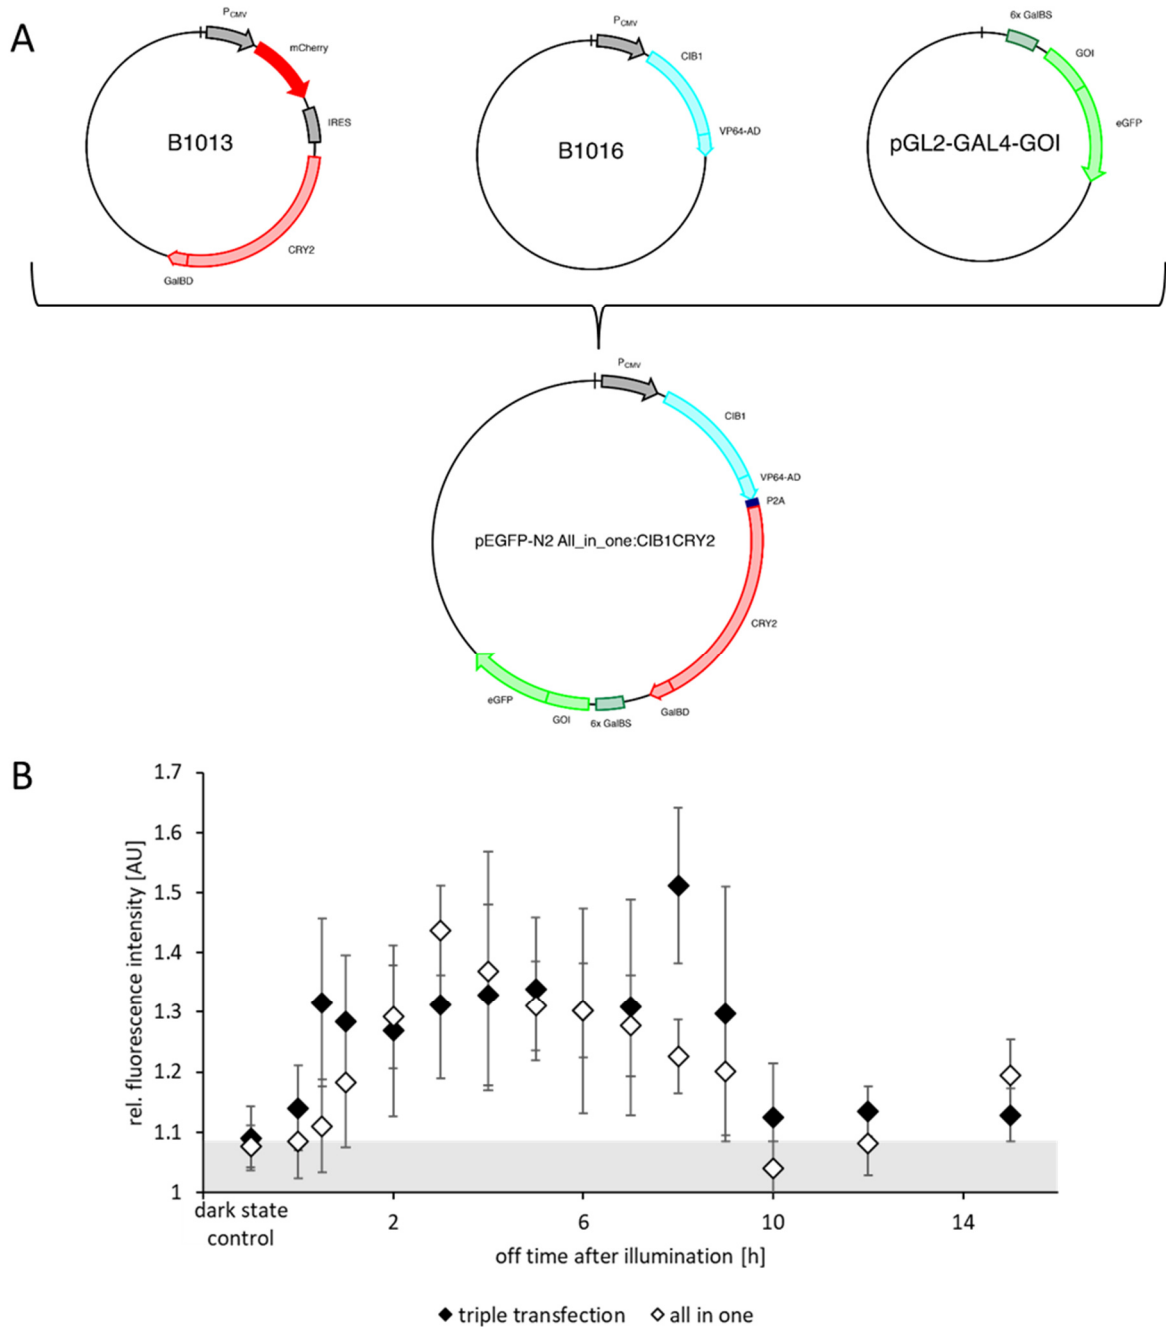 A
P_CMV
mCherry
IRES
B1013
CRY2
GalBD
P_CMV
CIB1
VP64-AD
B1016
6x GalBS
GOI
eGFP
pGL2-GAL4-GOI
P_CMV
CIB1
VP64-AD
P2A
pEGFP-N2 All_in_one:CIB1CRY2
CRY2
GalBD
6x GalBS
GOI
eGFP
B
rel. fluorescence intensity [AU]
1.7
1.6
1.5
1.4
1.3
1.2
1.1
1
dark state
control
2
6
10
14
off time after illumination [h]
triple transfection
all in one